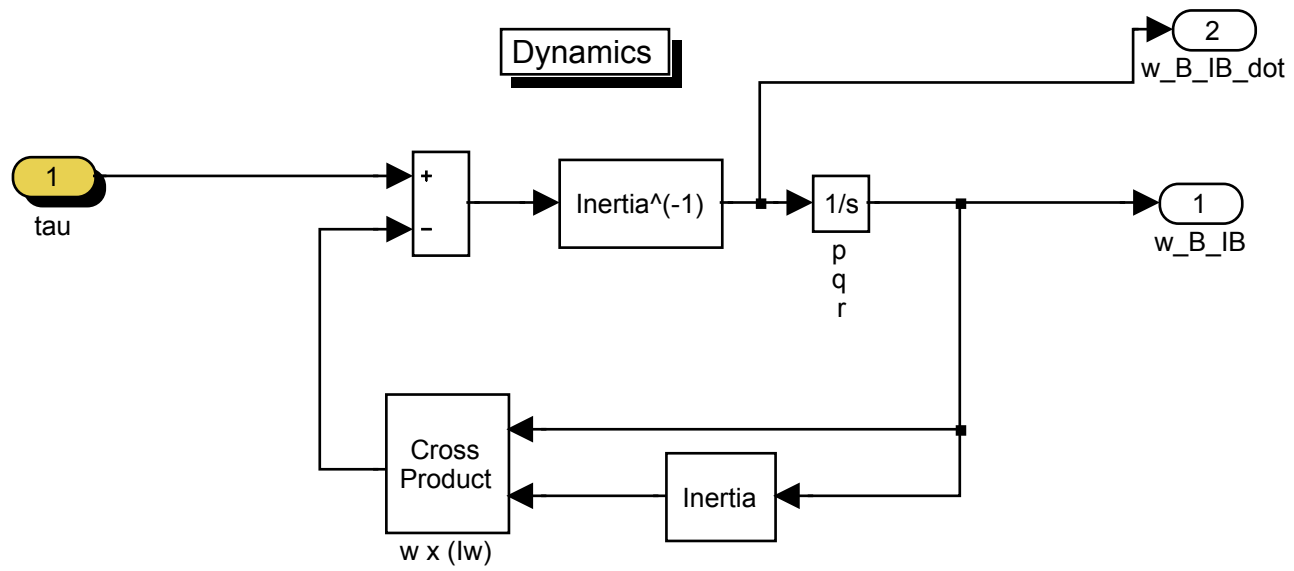 Dynamics
2
w_B_IB_dot
1
tau
+
−
Inertia^(-1)
1/s
p
q
r
1
w_B_IB
Cross
Product
w x (Iw)
Inertia